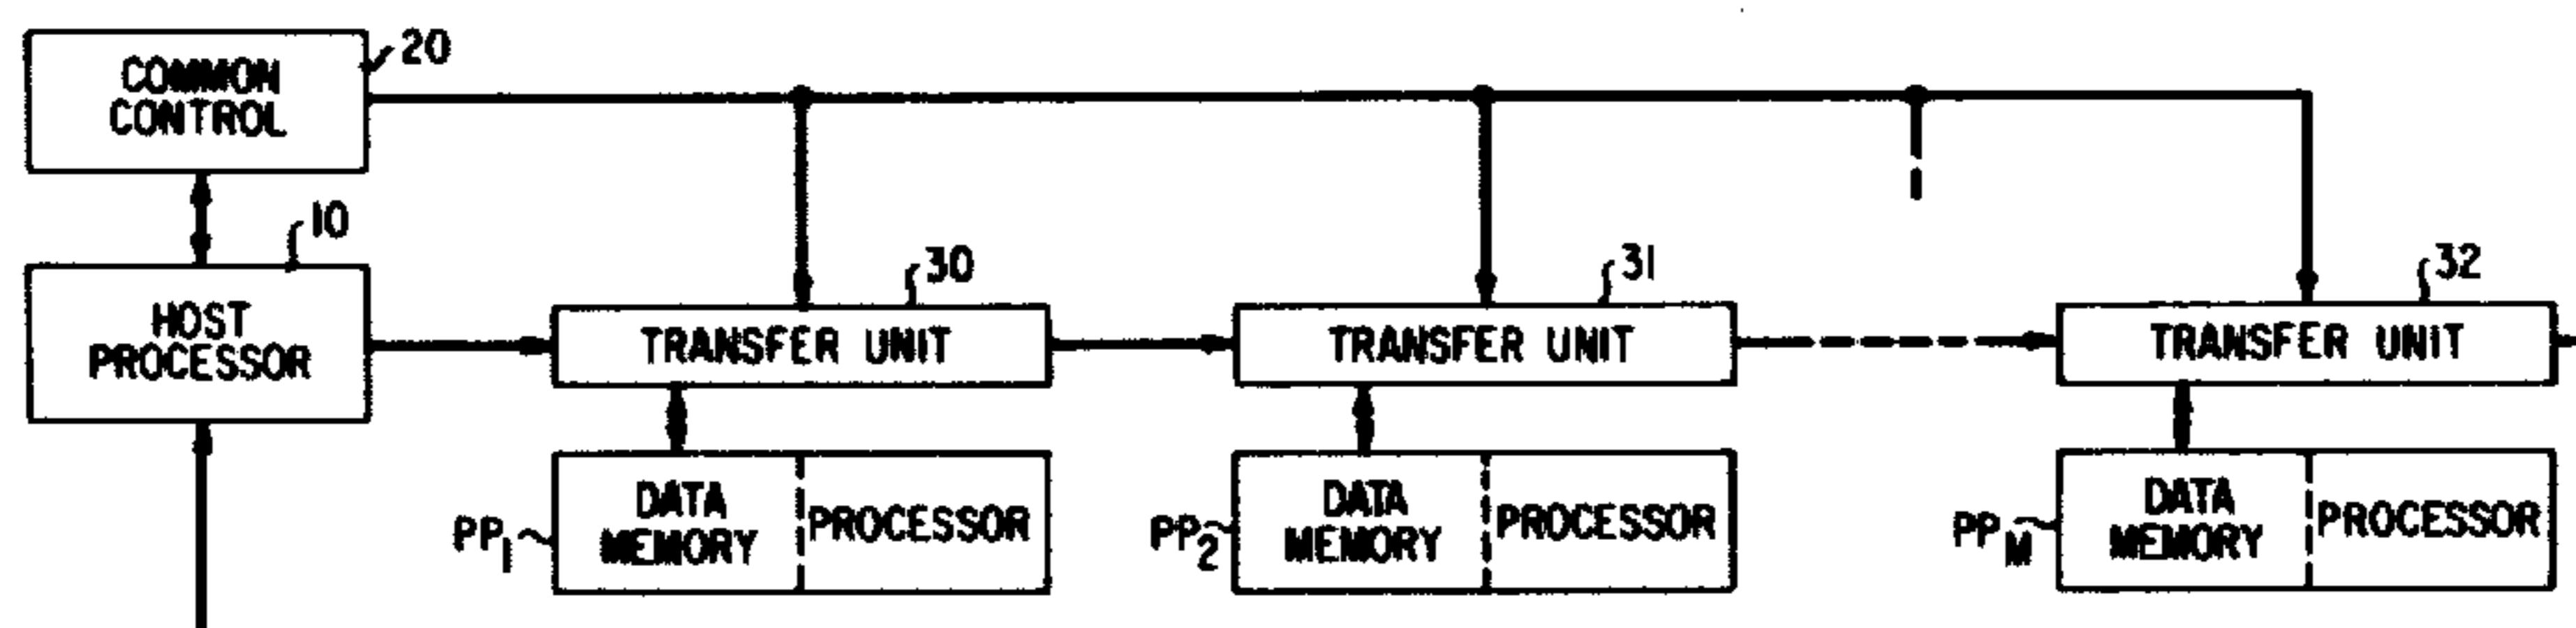 COMMON
CONTROL
20
HOST
PROCESSOR
10
TRANSFER UNIT
30
TRANSFER UNIT
31
TRANSFER UNIT
32
PP1
DATA
MEMORY
PROCESSOR
PP2
DATA
MEMORY
PROCESSOR
PPM
DATA
MEMORY
PROCESSOR